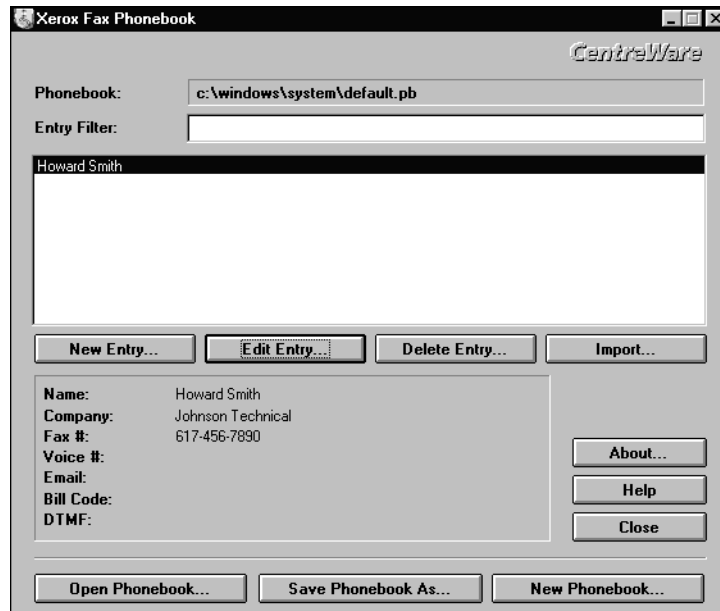 Xerox Fax Phonebook
CentreWare
Phonebook: c:\windows\system\default.pb
Entry Filter:
Howard Smith
New Entry... Edit Entry... Delete Entry... Import...
Name: Howard Smith
Company: Johnson Technical
Fax #: 617-456-7890
Voice #:
Email:
Bill Code:
DTMF:
About...
Help
Close
Open Phonebook... Save Phonebook As... New Phonebook...